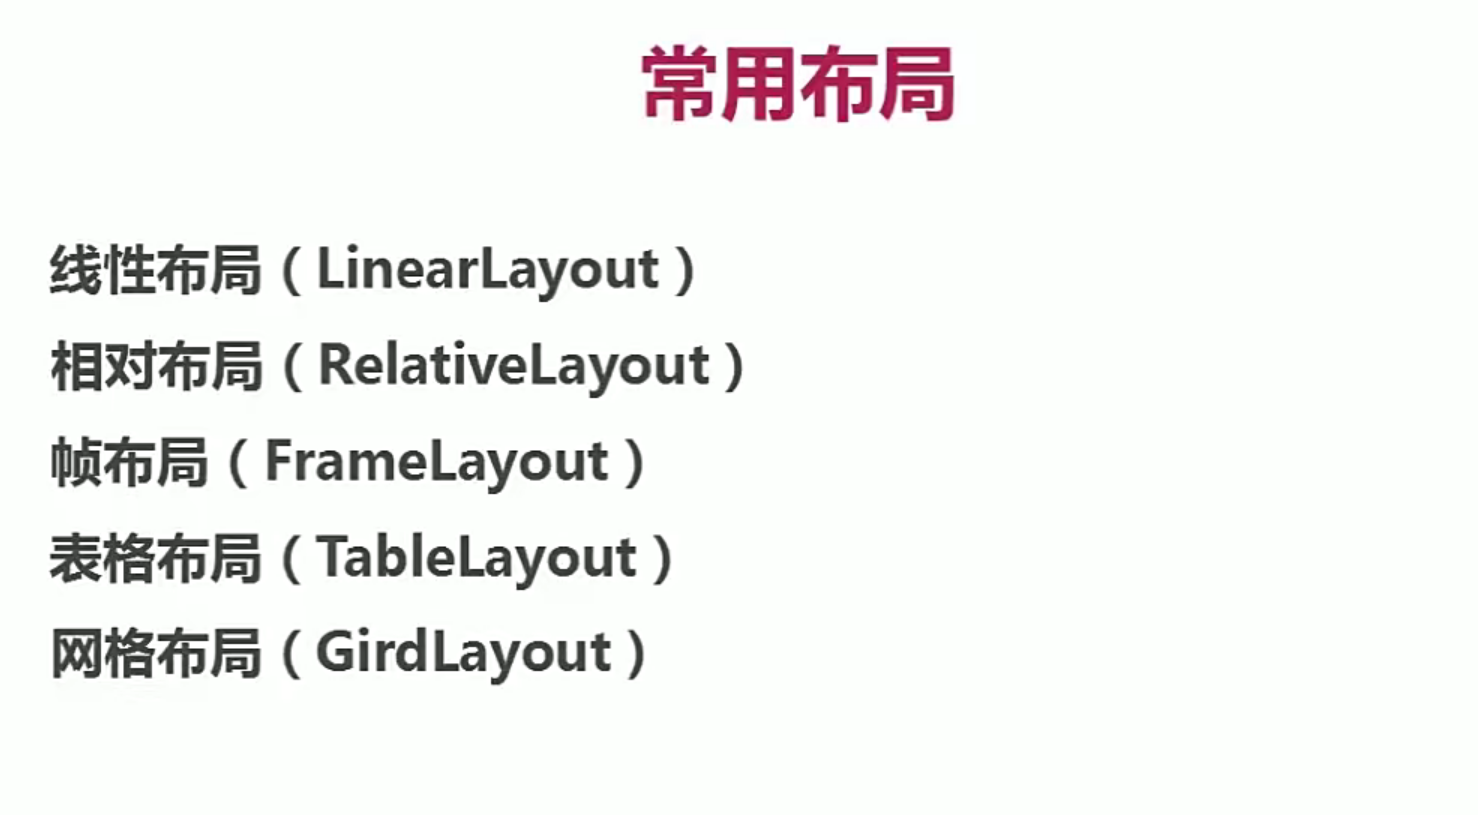 常用布局
线性布局（LinearLayout）
相对布局（RelativeLayout）
帧布局（FrameLayout）
表格布局（TableLayout）
网格布局（GirdLayout）